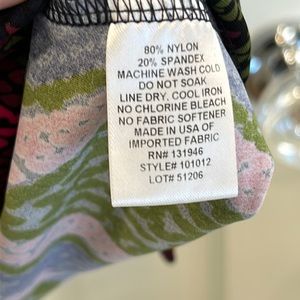 80% NYLON
20% SPANDEX
MACHINE WASH COLD
DO NOT SOAK
LINE DRY. COOL IRON
NO CHLORINE BLEACH
NO FABRIC SOFTENER
MADE IN USA OF
IMPORTED FABRIC
RN# 131946
STYLE# 101012
LOT# 51206